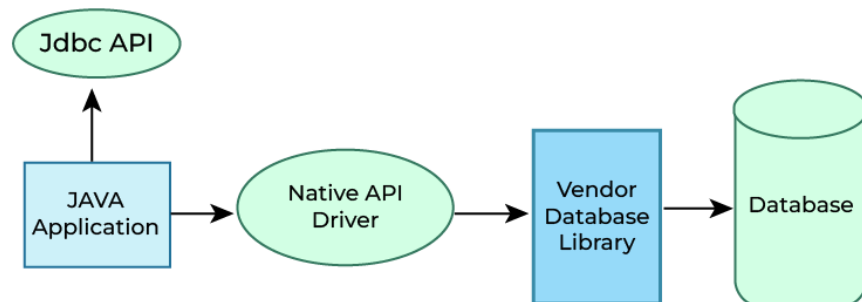 Jdbc API
JAVA
Application
Native API
Driver
Vendor
Database
Library
Database